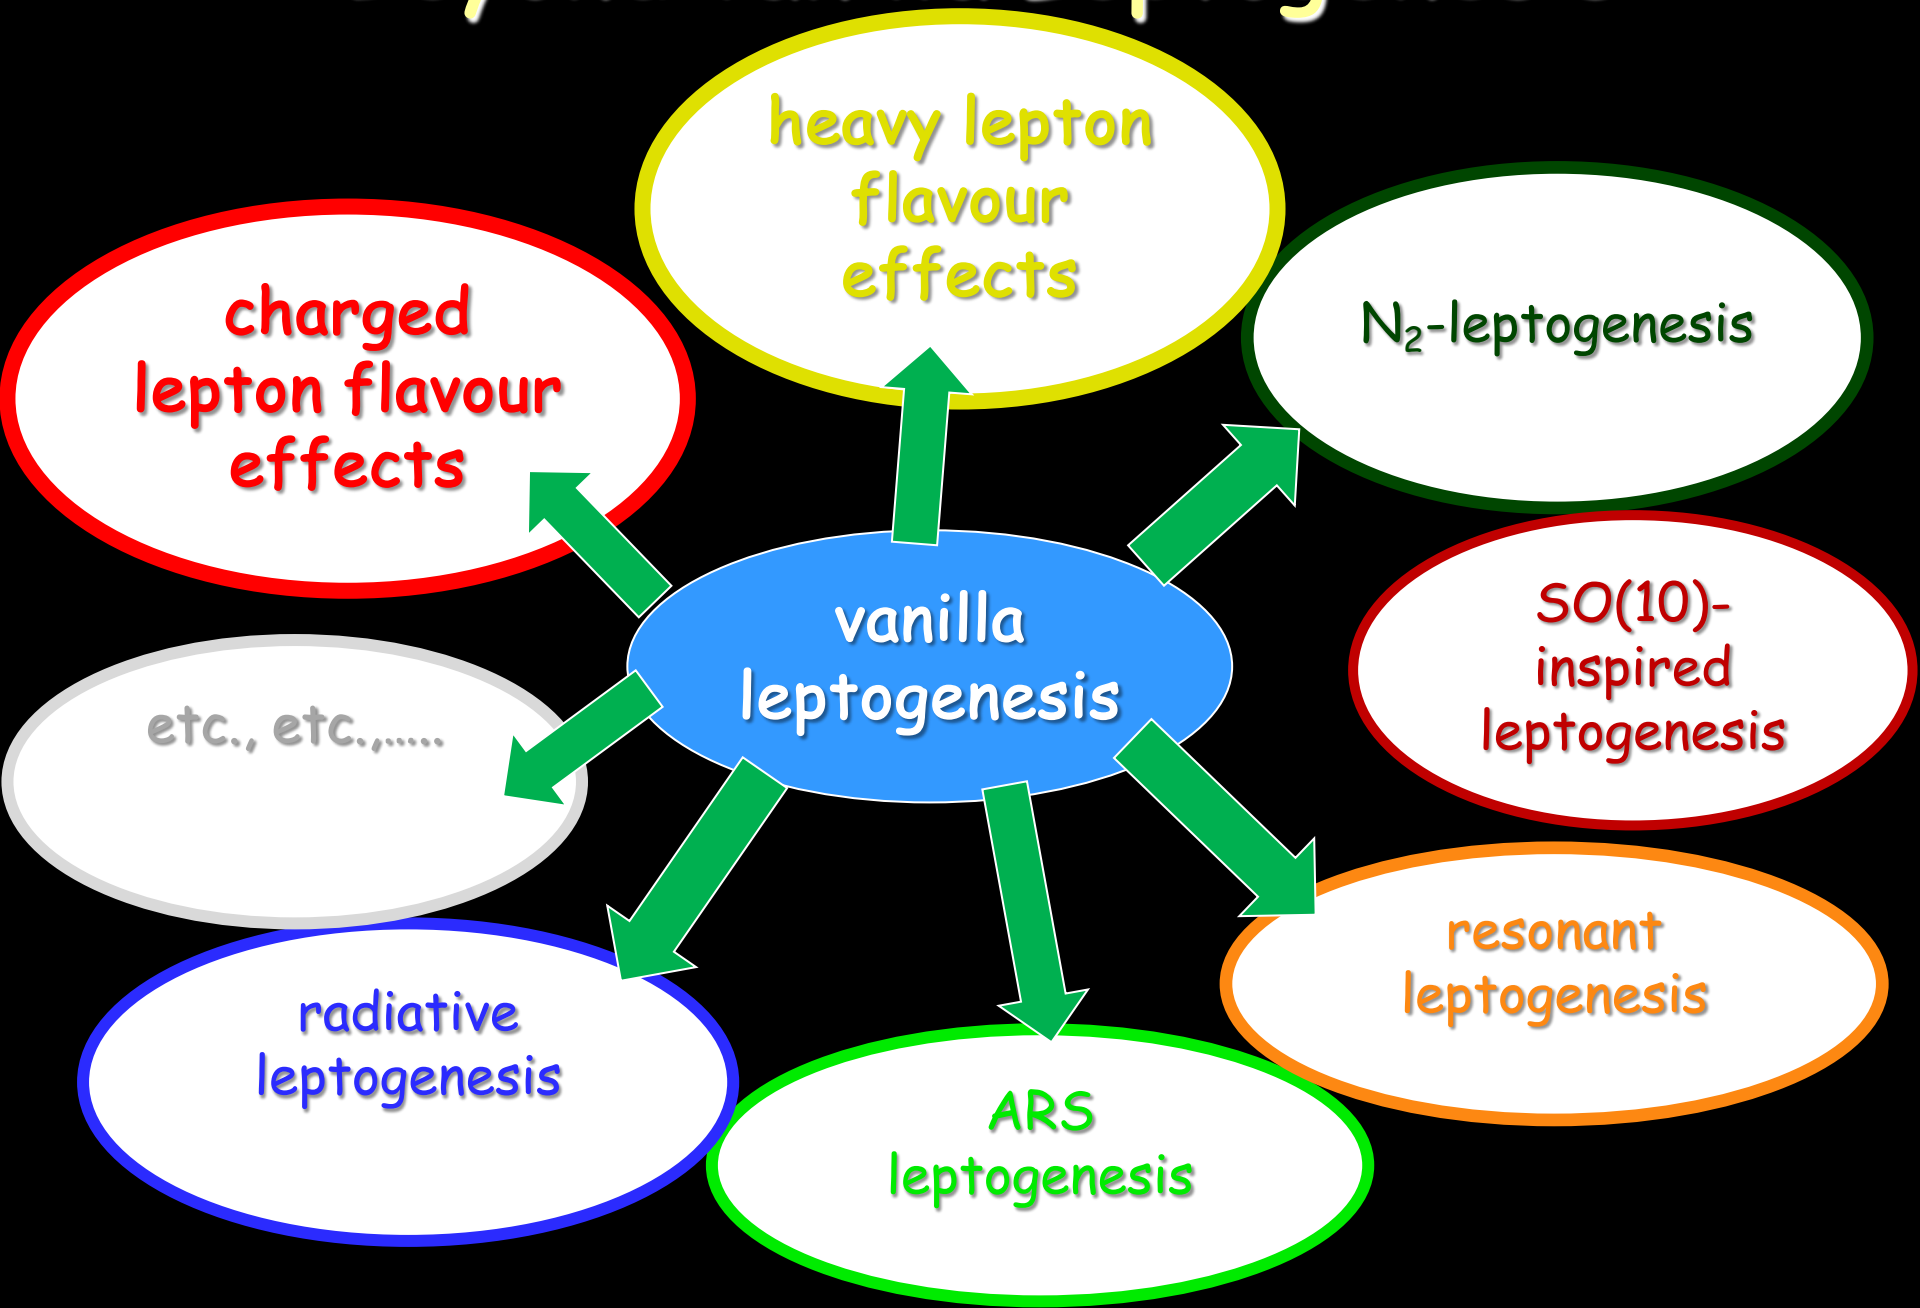 heavy lepton
flavour
effects
charged
lepton flavour
effects
N₂-leptogenesis
vanilla
leptogenesis
SO(10)-
inspired
leptogenesis
etc., etc.,.....
resonant
leptogenesis
radiative
leptogenesis
ARS
leptogenesis